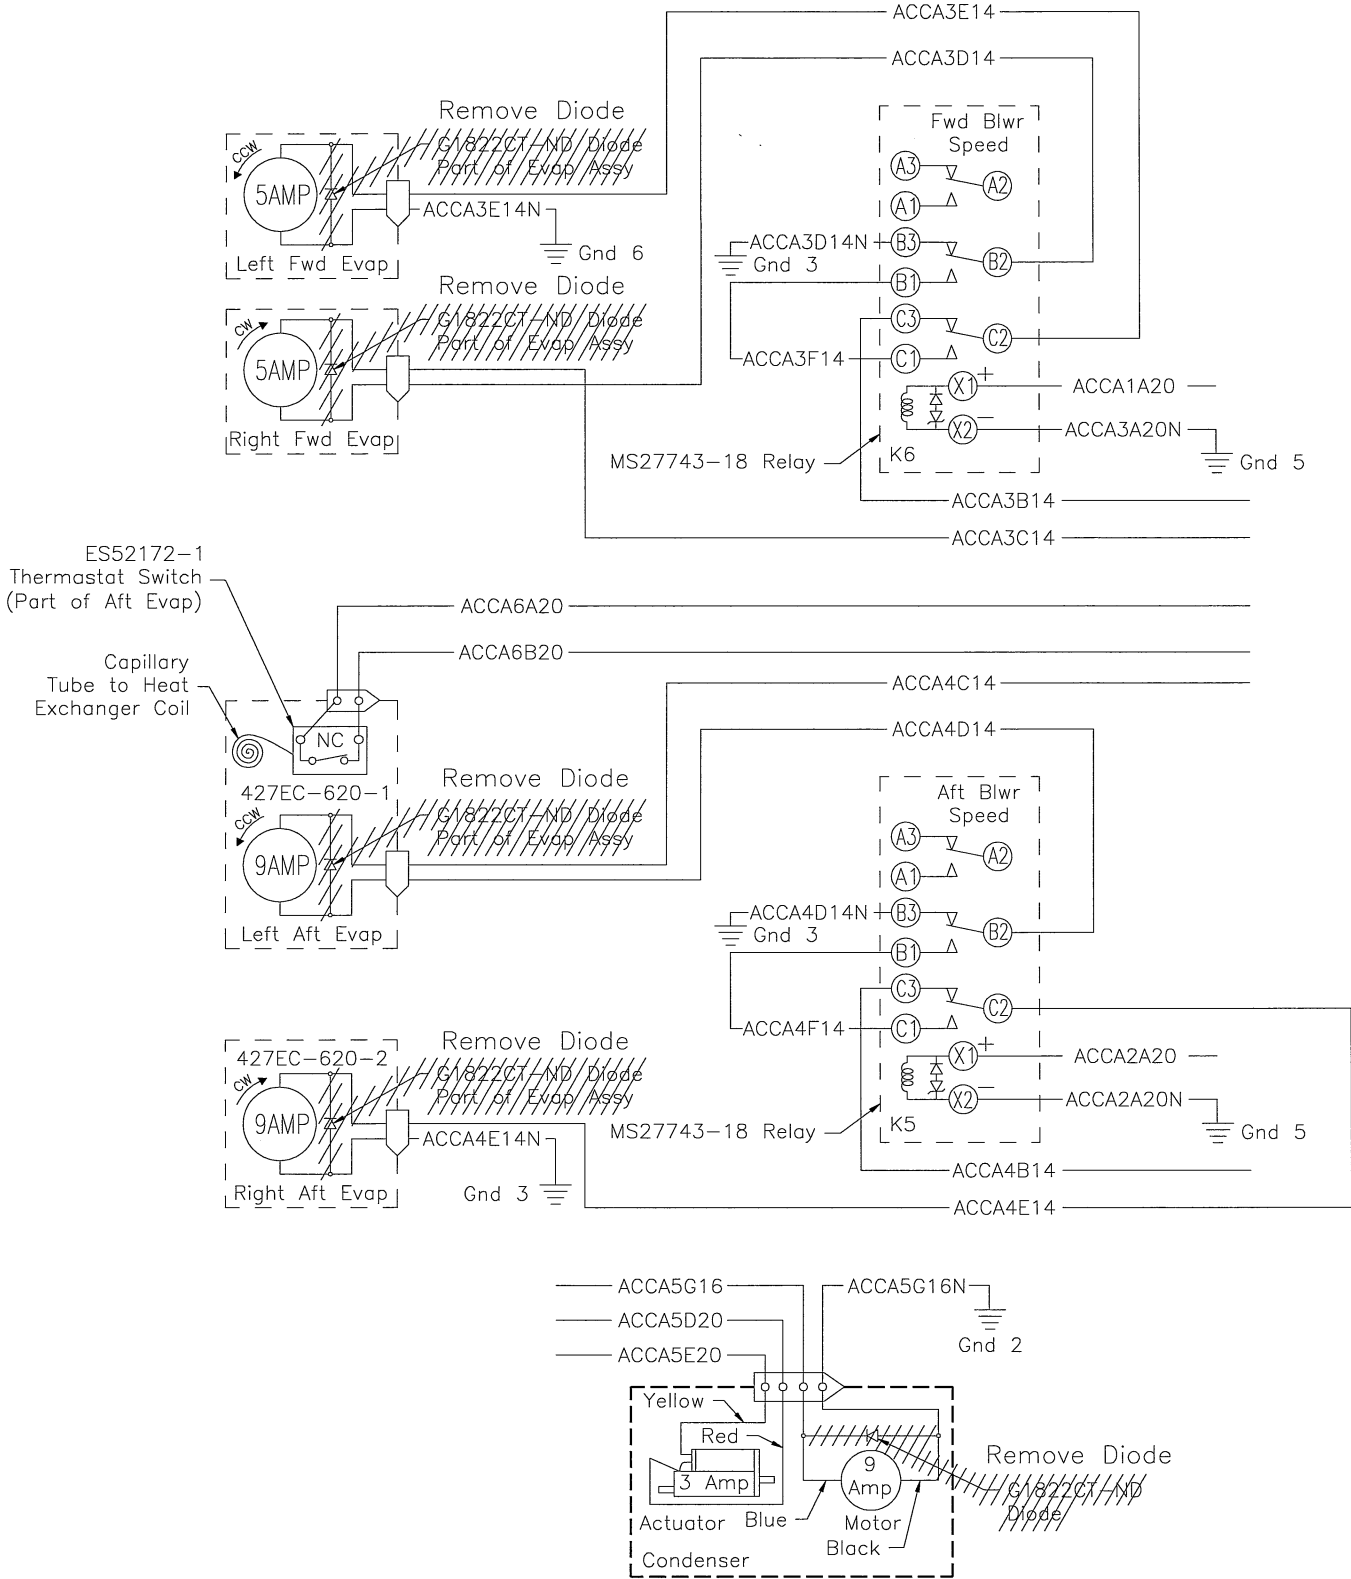 ACCA3E14
ACCA3D14
Remove Diode
G1822CT-ND Diode
Part of Evap Assy
CCW
5AMP
ACCA3E14N
Gnd 6
Left Fwd Evap
Fwd Blwr
Speed
A3
A2
A1
ACCA3D14N
B3
Gnd 3
B2
B1
C3
C2
ACCA3F14
C1
X1
+
ACCA1A20
X2
-
ACCA3A20N
K6
Gnd 5
MS27743-18 Relay
Remove Diode
G1822CT-ND Diode
Part of Evap Assy
CW
5AMP
Right Fwd Evap
ACCA3B14
ACCA3C14
ES52172-1
Thermastat Switch
(Part of Aft Evap)
ACCA6A20
ACCA6B20
Capillary
Tube to Heat
Exchanger Coil
ACCA4C14
ACCA4D14
NC
427EC-620-1
Remove Diode
G1822CT-ND Diode
Part of Evap Assy
CCW
9AMP
Left Aft Evap
Aft Blwr
Speed
A3
A2
A1
ACCA4D14N
B3
Gnd 3
B2
B1
C3
C2
ACCA4F14
C1
X1
+
ACCA2A20
X2
-
ACCA2A20N
K5
Gnd 5
MS27743-18 Relay
427EC-620-2
Remove Diode
G1822CT-ND Diode
Part of Evap Assy
CW
9AMP
ACCA4E14N
Right Aft Evap
Gnd 3
ACCA4B14
ACCA4E14
ACCA5G16
ACCA5G16N
ACCA5D20
Gnd 2
ACCA5E20
Yellow
Red
3 Amp
9
Amp
Remove Diode
G1822CT-ND
Diode
Actuator
Blue
Motor
Black
Condenser